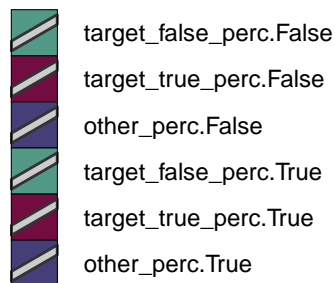 target_false_perc.False
target_true_perc.False
other_perc.False
target_false_perc.True
target_true_perc.True
other_perc.True